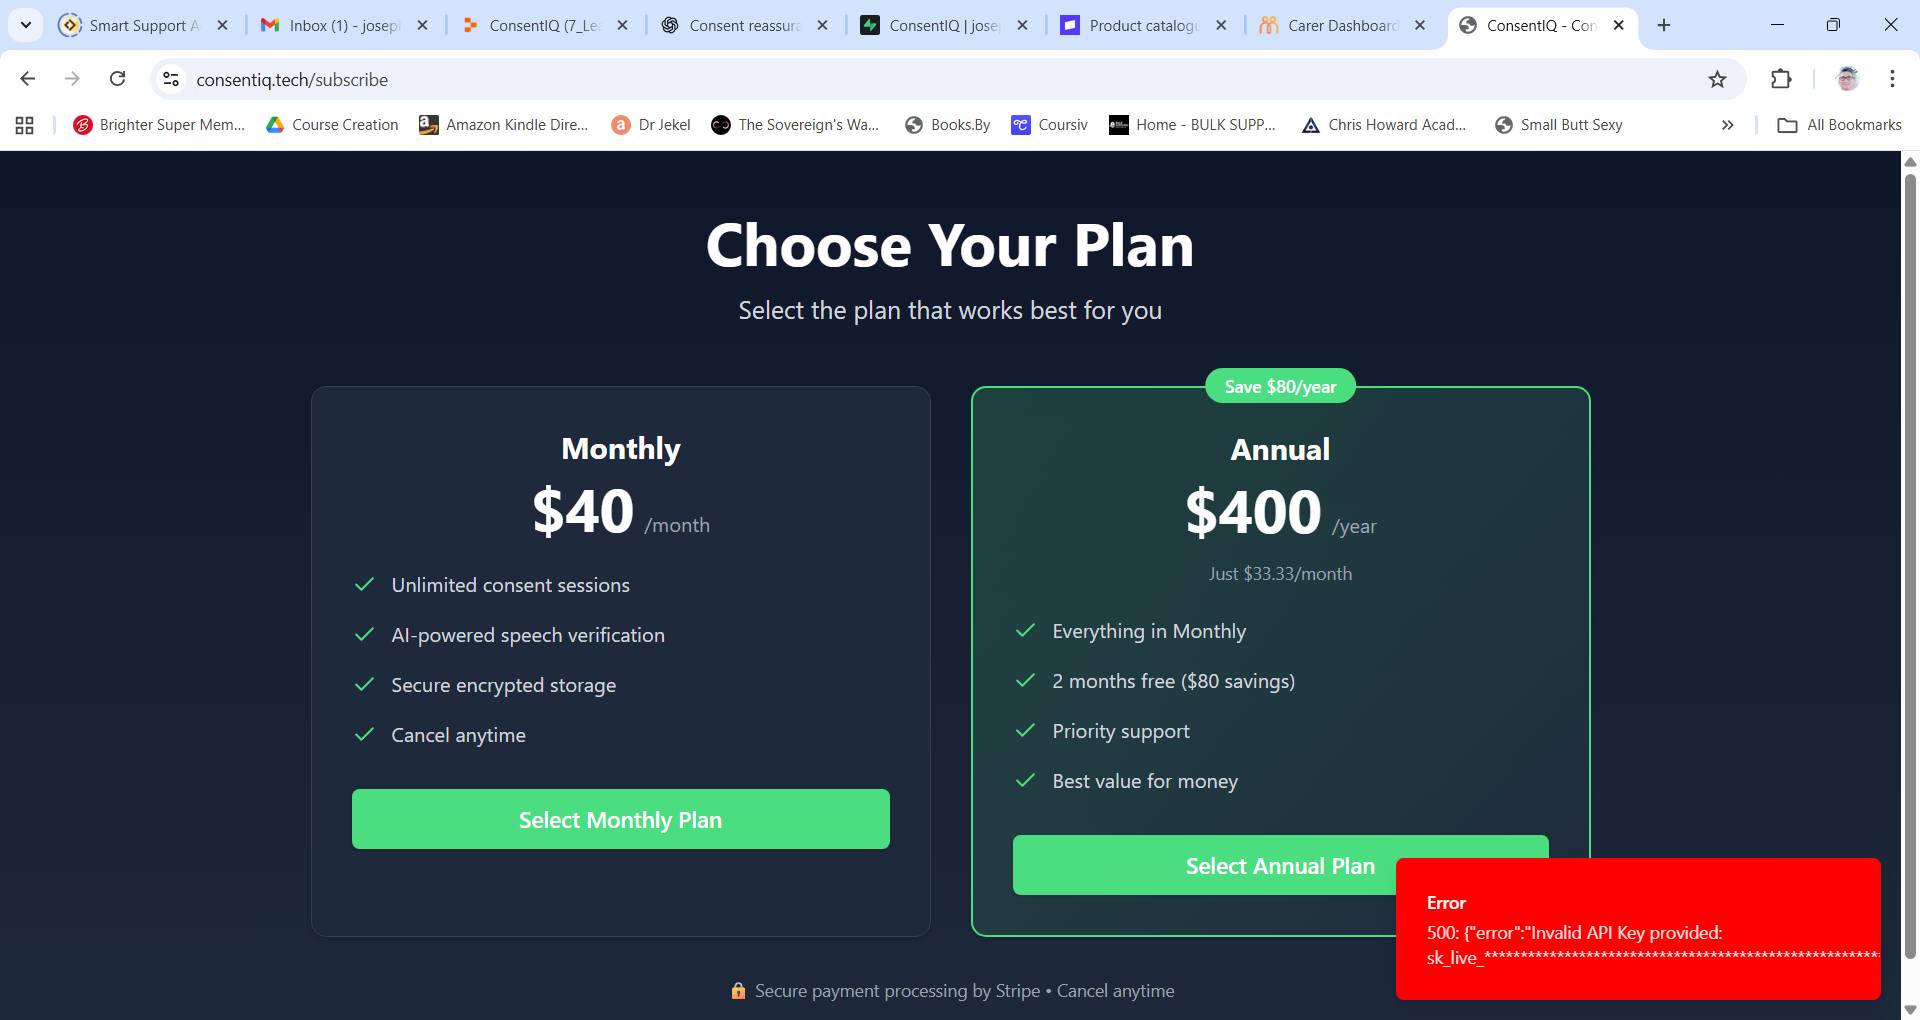 Smart Support A
Inbox (1) - josep
ConsentIQ (7_Lea
Consent reassura
ConsentIQ | jose
Product catalogu
Carer Dashboard
ConsentIQ - Con
consentiq.tech/subscribe
Brighter Super Mem...
Course Creation
Amazon Kindle Dire...
Dr Jekel
The Sovereign's Wa...
Books.By
Coursiv
Home - BULK SUPP...
Chris Howard Acad...
Small Butt Sexy
All Bookmarks
Choose Your Plan
Select the plan that works best for you
Monthly
$40 /month
Unlimited consent sessions
AI-powered speech verification
Secure encrypted storage
Cancel anytime
Select Monthly Plan
Save $80/year
Annual
$400 /year
Just $33.33/month
Everything in Monthly
2 months free ($80 savings)
Priority support
Best value for money
Select Annual Plan
Error
500: {"error":"Invalid API Key provided:
sk_live_******************************************************
🔒 Secure payment processing by Stripe • Cancel anytime